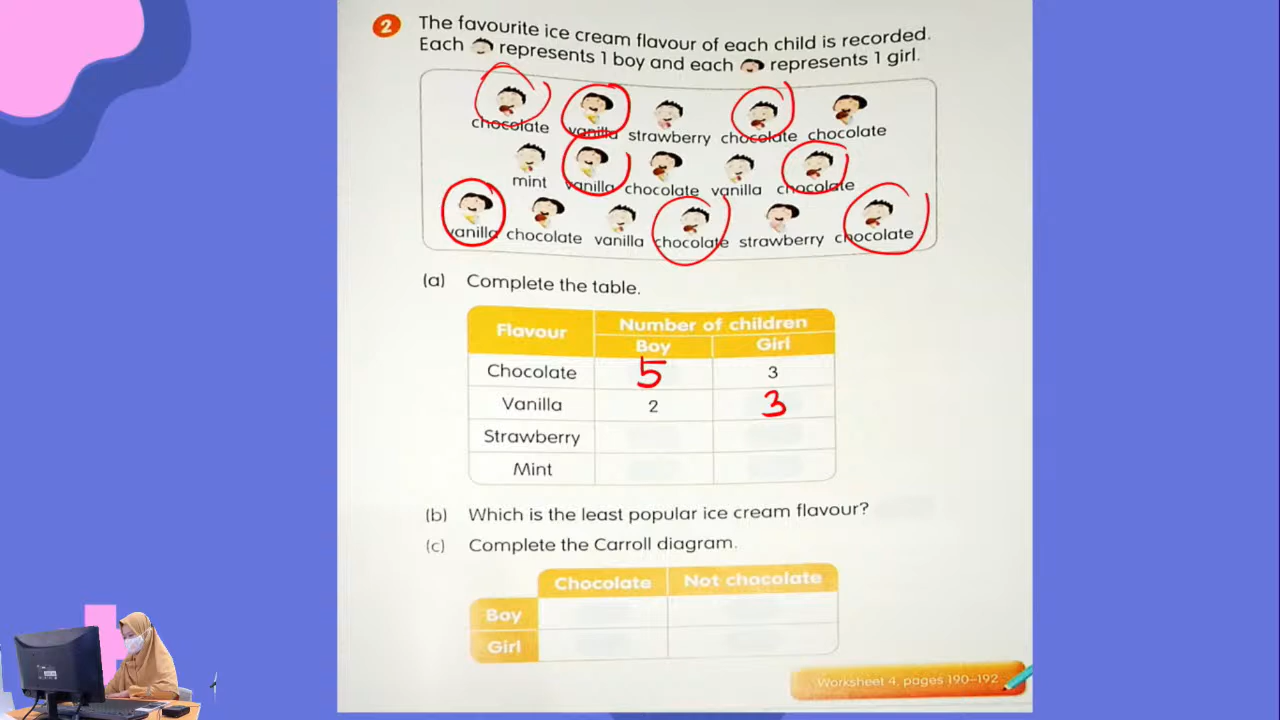 2 The favourite ice cream flavour of each child is recorded.
Each represents 1 boy and each represents 1 girl.
chocolate vanilla strawberry chocolate chocolate
mint vanilla chocolate vanilla chocolate
vanilla chocolate vanilla chocolate strawberry chocolate
(a) Complete the table.
Flavour Number of children
Boy Girl
Chocolate 5 3
Vanilla 2 3
Strawberry
Mint
(b) Which is the least popular ice cream flavour?
(c) Complete the Carroll diagram.
Chocolate Not chocolate
Boy
Girl
Worksheet 4, pages 190–192